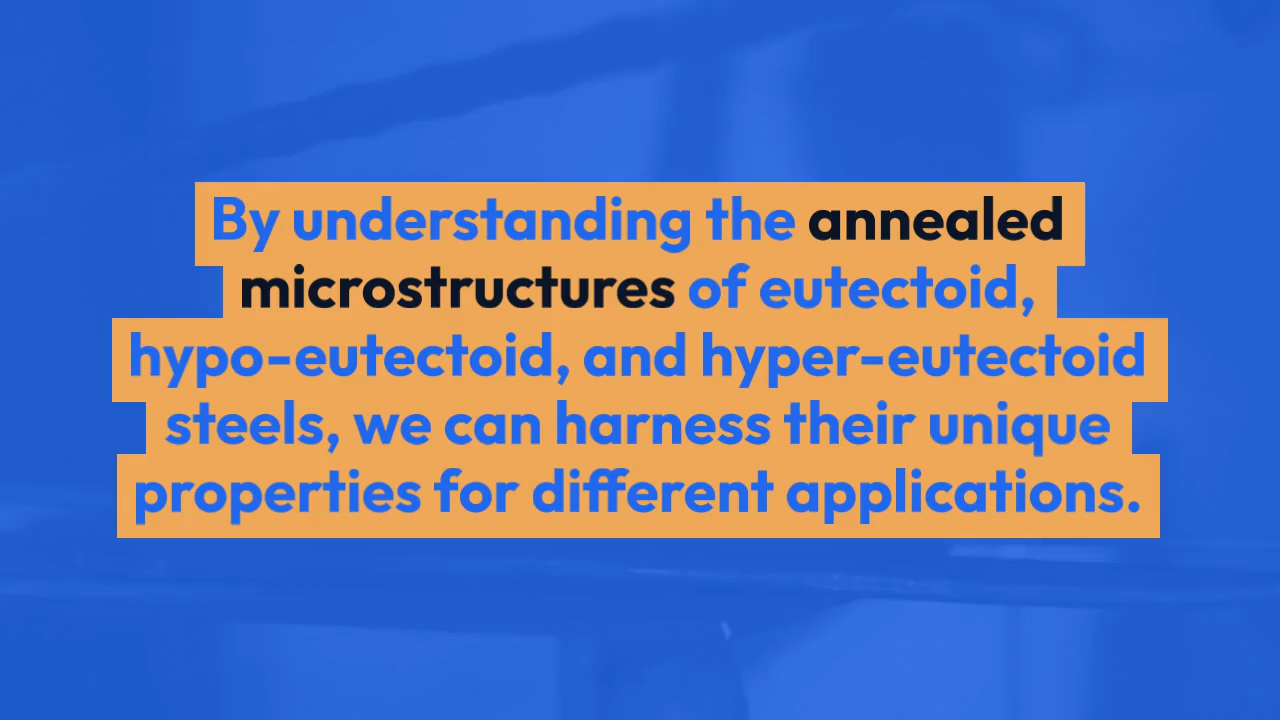 By understanding the annealed
microstructures of eutectoid,
hypo-eutectoid, and hyper-eutectoid
steels, we can harness their unique
properties for different applications.